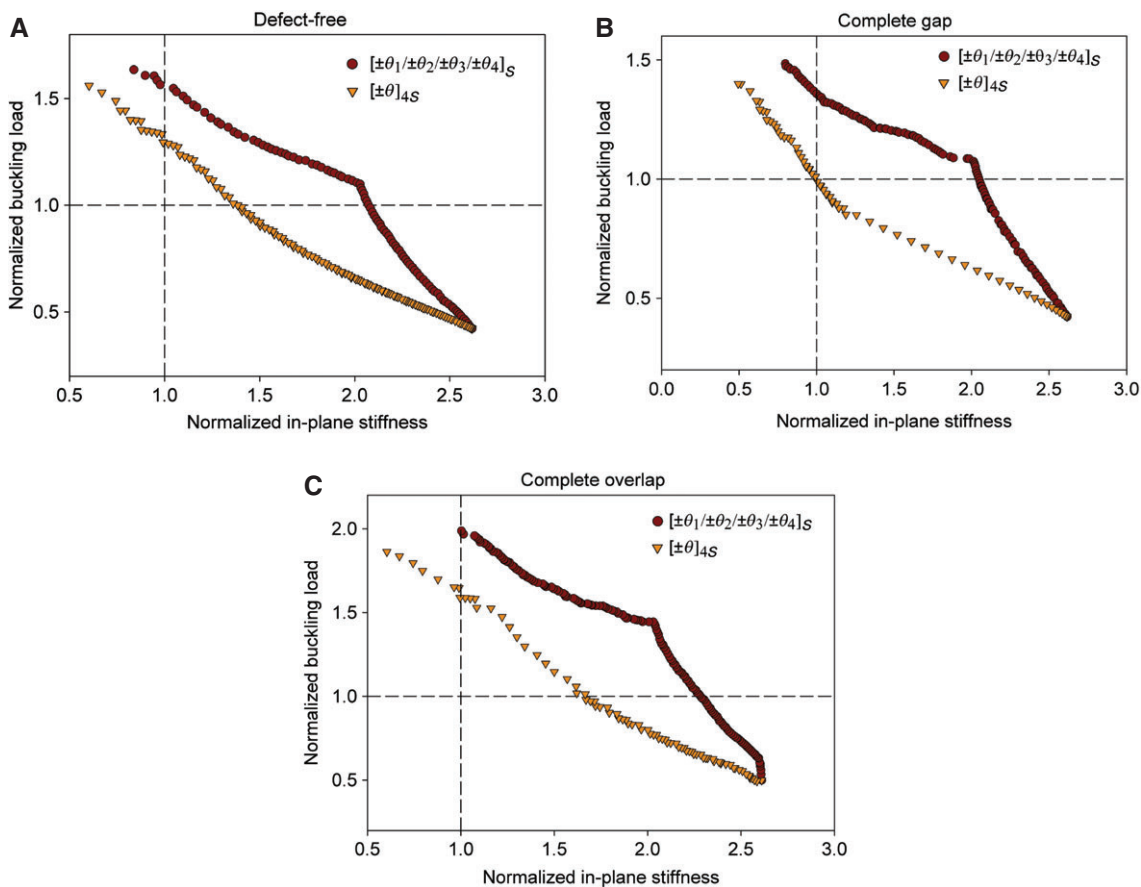 A
Defect-free
[±θ1/±θ2/±θ3/±θ4]S
[±θ]4S
Normalized buckling load
1.5
1.0
0.5
0.5 1.0 1.5 2.0 2.5 3.0
Normalized in-plane stiffness
B
Complete gap
[±θ1/±θ2/±θ3/±θ4]S
[±θ]4S
Normalized buckling load
1.5
1.0
0.5
0.0 0.5 1.0 1.5 2.0 2.5 3.0
Normalized in-plane stiffness
C
Complete overlap
[±θ1/±θ2/±θ3/±θ4]S
[±θ]4S
Normalized buckling load
2.0
1.5
1.0
0.5
0.5 1.0 1.5 2.0 2.5 3.0
Normalized in-plane stiffness